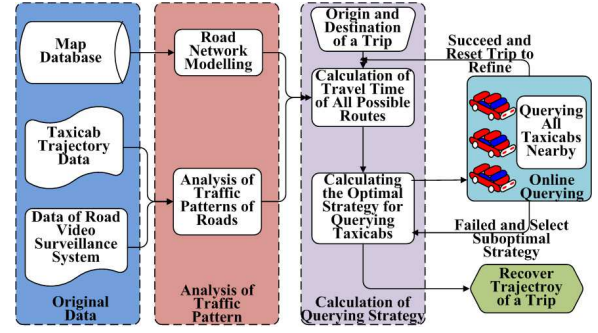 Map
Database
Taxicab
Trajectory
Data
Data of Road
Video
Surveillance
System
Original
Data
Road
Network
Modelling
Analysis of
Traffic
Patterns of
Roads
Analysis of
Traffic
Pattern
Origin and
Destination
of a Trip
Calculation of
Travel Time
of All Possible
Routes
Calculating
the Optimal
Strategy for
Querying
Taxicabs
Calculation of
Querying Strategy
Succeed and
Reset Trip to
Refine
Querying
All
Taxicabs
Nearby
Online
Querying
Failed and Select
Suboptimal
Strategy
Recover
Trajectroy
of a Trip